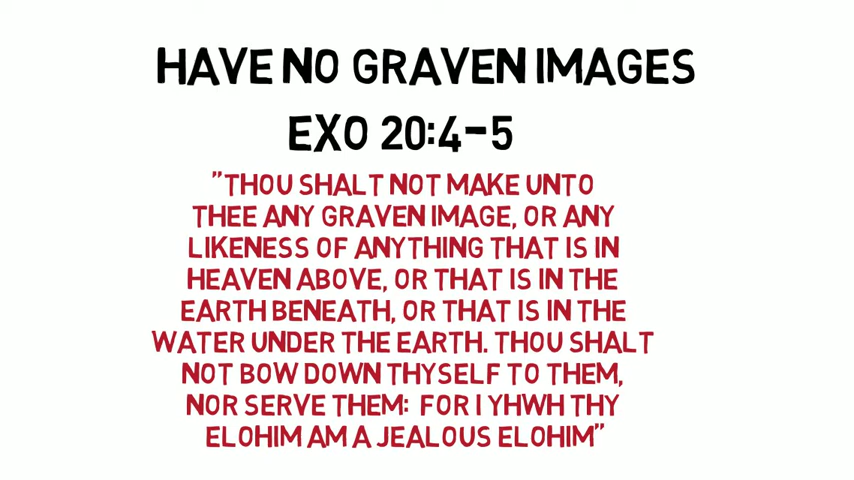 HAVE NO GRAVEN IMAGES
EXO 20:4-5
"THOU SHALT NOT MAKE UNTO
THEE ANY GRAVEN IMAGE, OR ANY
LIKENESS OF ANYTHING THAT IS IN
HEAVEN ABOVE, OR THAT IS IN THE
EARTH BENEATH, OR THAT IS IN THE
WATER UNDER THE EARTH. THOU SHALT
NOT BOW DOWN THYSELF TO THEM,
NOR SERVE THEM: FOR I YHWH THY
ELOHIM AM A JEALOUS ELOHIM"